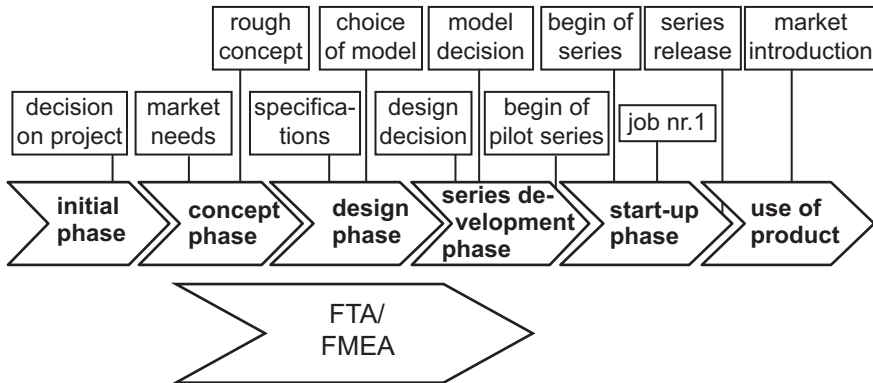 rough
concept
choice
of model
model
decision
begin of
series
series
release
market
introduction
decision
on project
market
needs
specifica-
tions
design
decision
begin of
pilot series
job nr.1
initial
phase
concept
phase
design
phase
series de-
velopment
phase
start-up
phase
use of
product
FTA/
FMEA